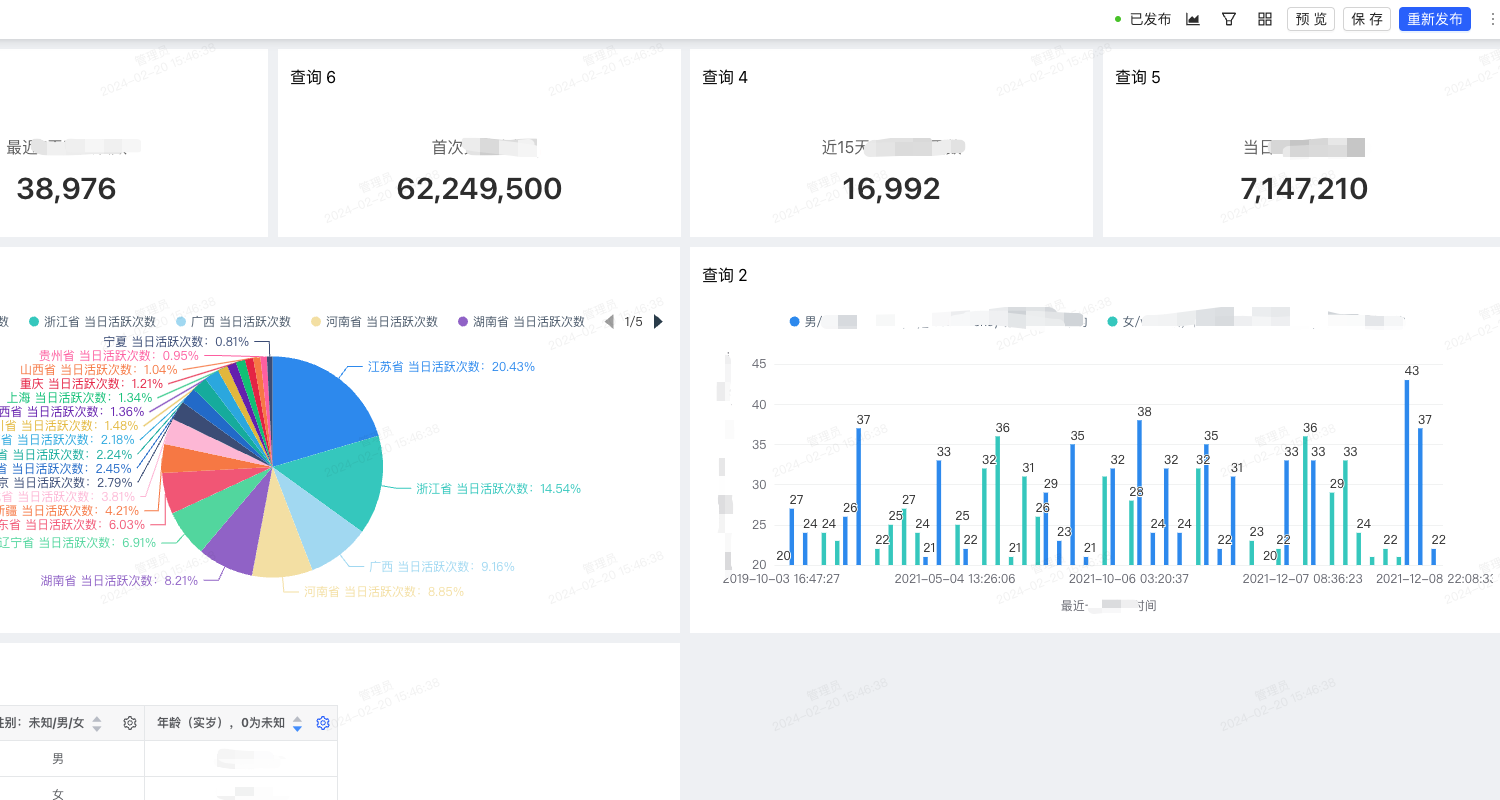 已发布
预 览
保 存
重新发布
查询 6
查询 4
查询 5
最近
首次
近15天
当日
38,976
62,249,500
16,992
7,147,210
查询 2
数
浙江省 当日活跃次数
广西 当日活跃次数
河南省 当日活跃次数
湖南省 当日活跃次数
1/5
男/
女/
宁夏 当日活跃次数：0.81%
贵州省 当日活跃次数：0.95%
山西省 当日活跃次数：1.04%
重庆 当日活跃次数：1.21%
上海 当日活跃次数：1.34%
西省 当日活跃次数：1.36%
省 当日活跃次数：1.48%
省 当日活跃次数：2.18%
省 当日活跃次数：2.24%
省 当日活跃次数：2.45%
京 当日活跃次数：2.79%
省 当日活跃次数：3.81%
新疆 当日活跃次数：4.21%
东省 当日活跃次数：6.03%
辽宁省 当日活跃次数：6.91%
湖南省 当日活跃次数：8.21%
江苏省 当日活跃次数：20.43%
浙江省 当日活跃次数：14.54%
广西 当日活跃次数：9.16%
河南省 当日活跃次数：8.85%
45
40
35
30
25
20
20 27 24 24 26 37 22 25 27 24 21 33 25 22 32 36 21 31 26 29 23 35 21 32 28 38 24 32 24 32 35 22 31 23 20 22 33 36 33 29 33 24 22 43 37 22
2019-10-03 16:47:27
2021-05-04 13:26:06
2021-10-06 03:20:37
2021-12-07 08:36:23
2021-12-08 22:08:33
最近一
时间
性别：未知/男/女
年龄（实岁），0为未知
男
女
管理员
2024-02-20 15:46:38